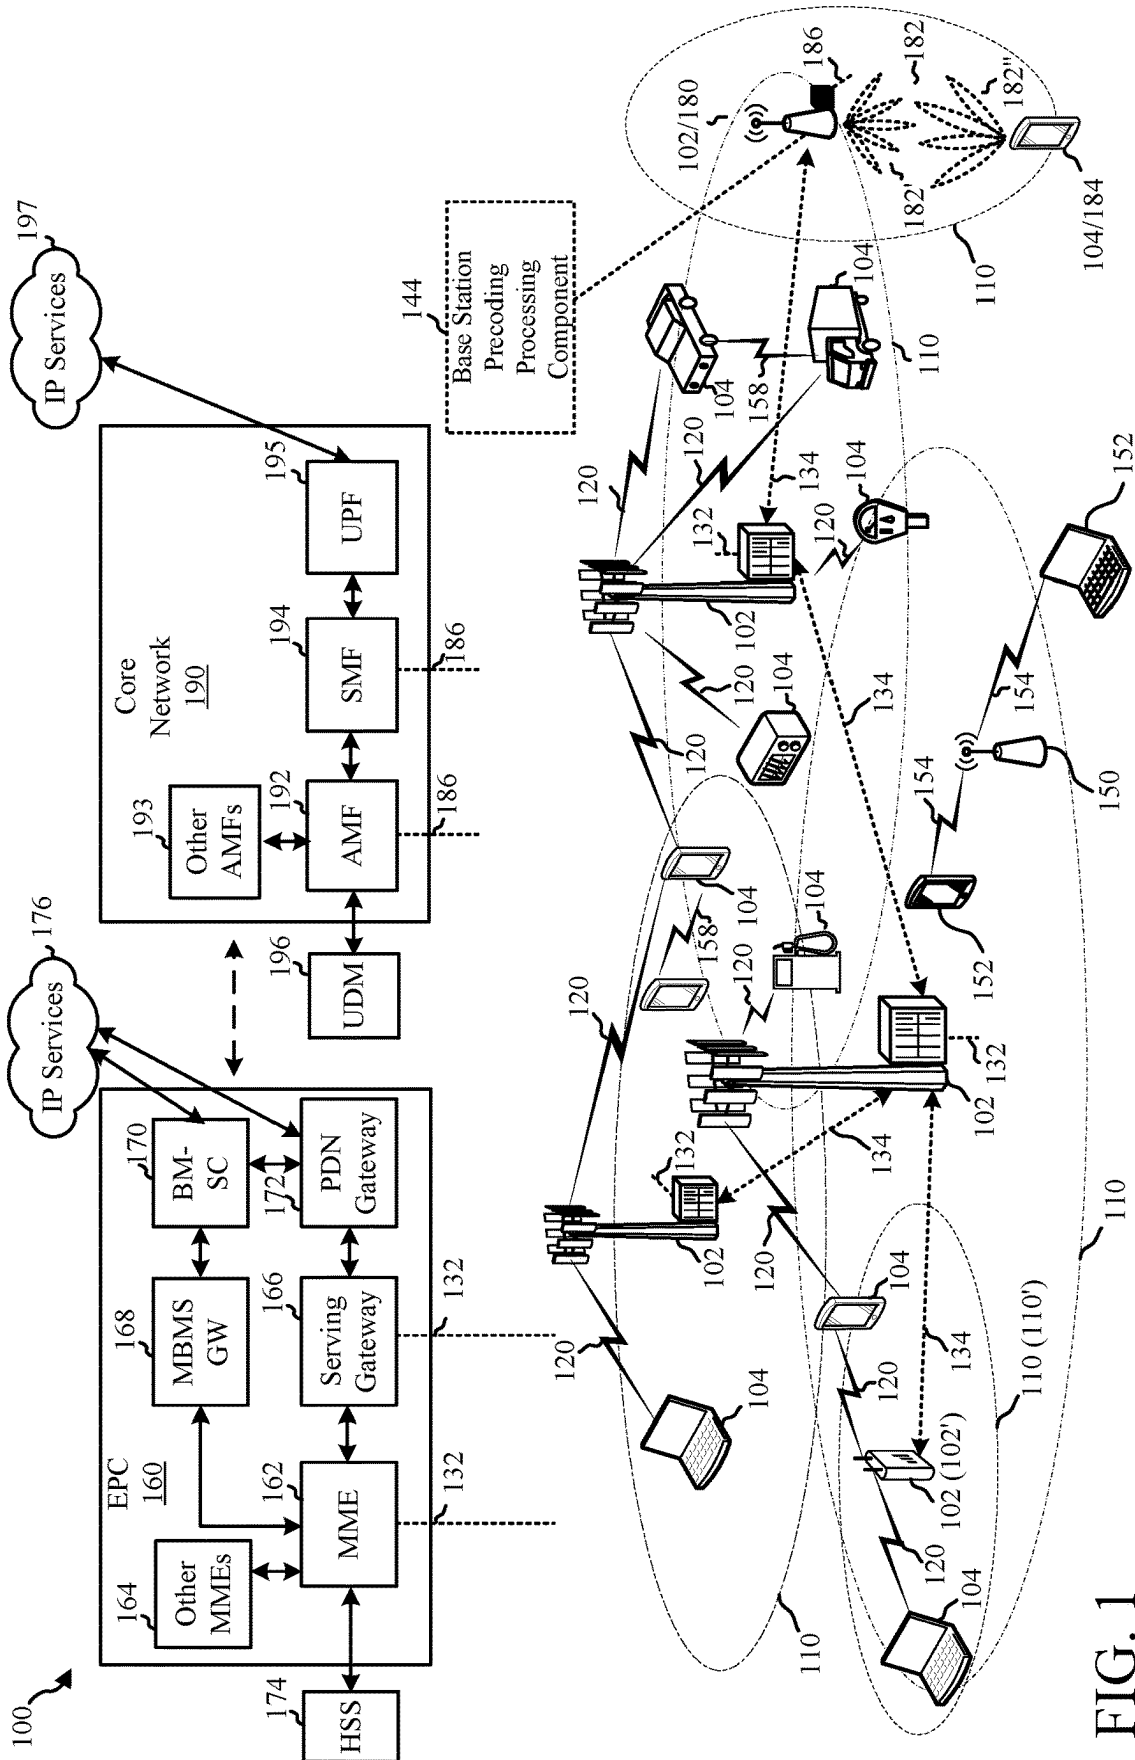 100
EPC
160
Other
MMEs
164
HSS
174
MME
162
MBMS
GW
168
Serving
Gateway
166
BM-
SC
170
PDN
Gateway
172
IP Services
176
132
132
Core
Network
190
Other
AMFs
193
UDM
196
AMF
192
SMF
194
UPF
195
IP Services
197
186
186
Base Station
Precoding
Processing
Component
144
102/180
186
182
182'
182"
104/184
110
120
120
104
158
104
110
134
132
102
120
104
120
104
120
134
120
104
158
120
104
132
102
134
132
102
120
104
110
120
104
134
120
102 (102')
120
104
110 (110')
110
152
154
150
154
152
FIG. 1